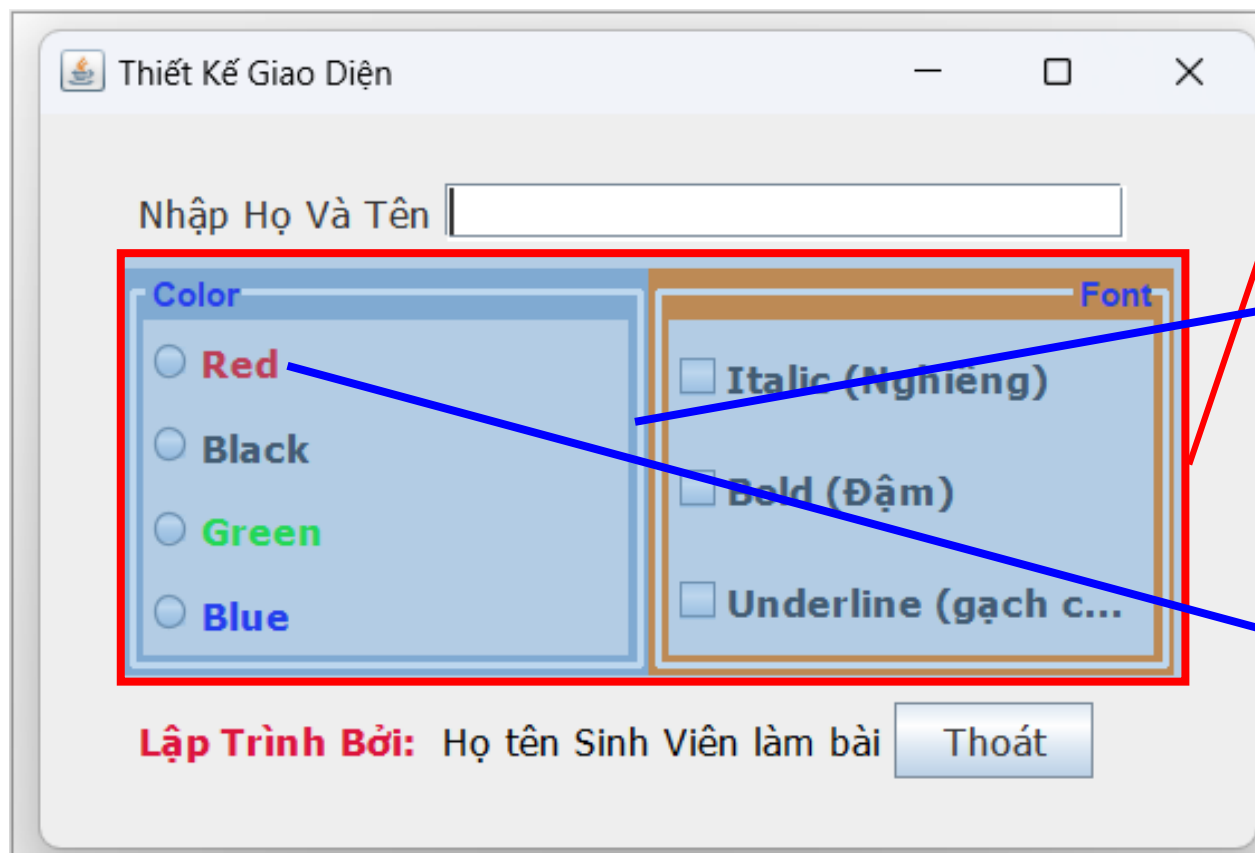 Thiết Kế Giao Diện
Nhập Họ Và Tên
Color
Font
Red
Italic (Nghiêng)
Black
Bold (Đậm)
Green
Underline (gạch c...
Blue
Lập Trình Bởi: Họ tên Sinh Viên làm bài Thoát